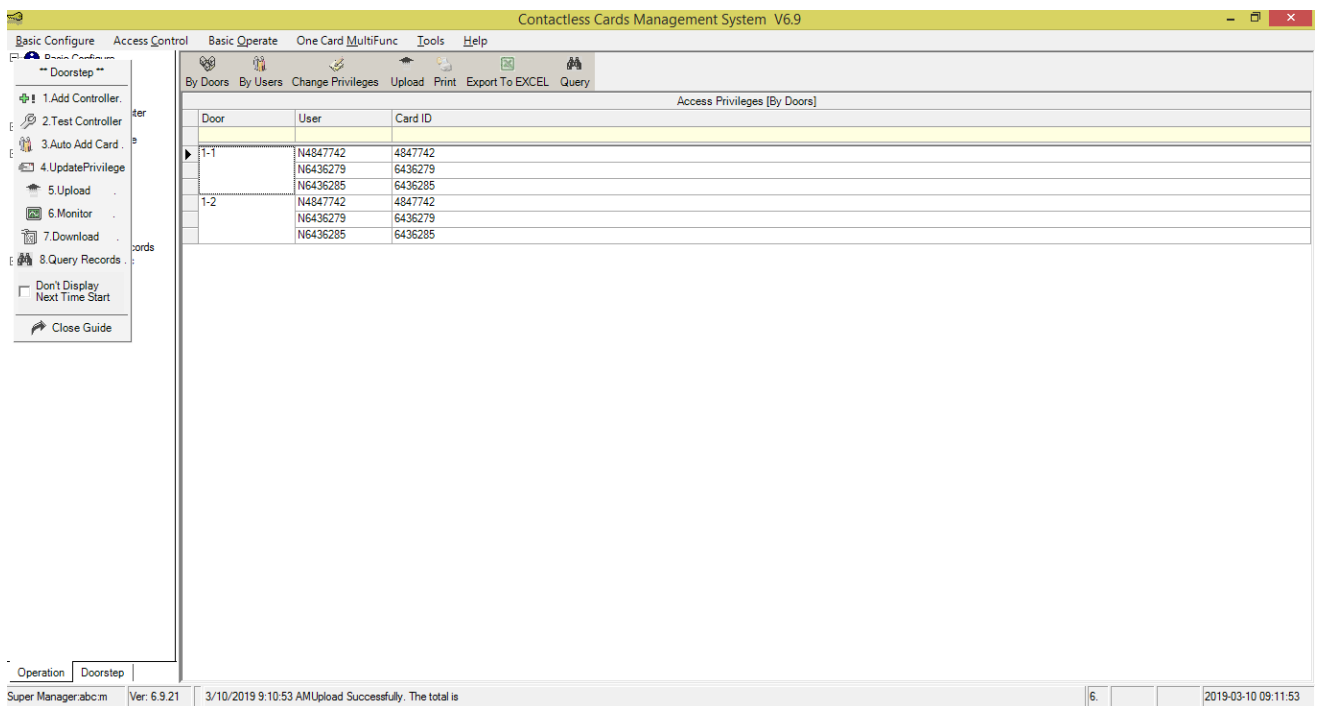 Contactless Cards Management System V6.9
Basic Configure Access Control Basic Operate One Card MultiFunc Tools Help
Basic Configure
** Doorstep **
1.Add Controller.
2.Test Controller
3.Auto Add Card .
4.UpdatePrivilege
5.Upload .
6.Monitor .
7.Download .
8.Query Records .
Don't Display
Next Time Start
Close Guide
By Doors By Users Change Privileges Upload Print Export To EXCEL Query
Access Privileges [By Doors]
Door User Card ID
1-1 N4847742 4847742
N6436279 6436279
N6436285 6436285
1-2 N4847742 4847742
N6436279 6436279
N6436285 6436285
Operation Doorstep
Super Manager:abc:m Ver: 6.9.21 3/10/2019 9:10:53 AMUpload Successfully. The total is 6. 2019-03-10 09:11:53